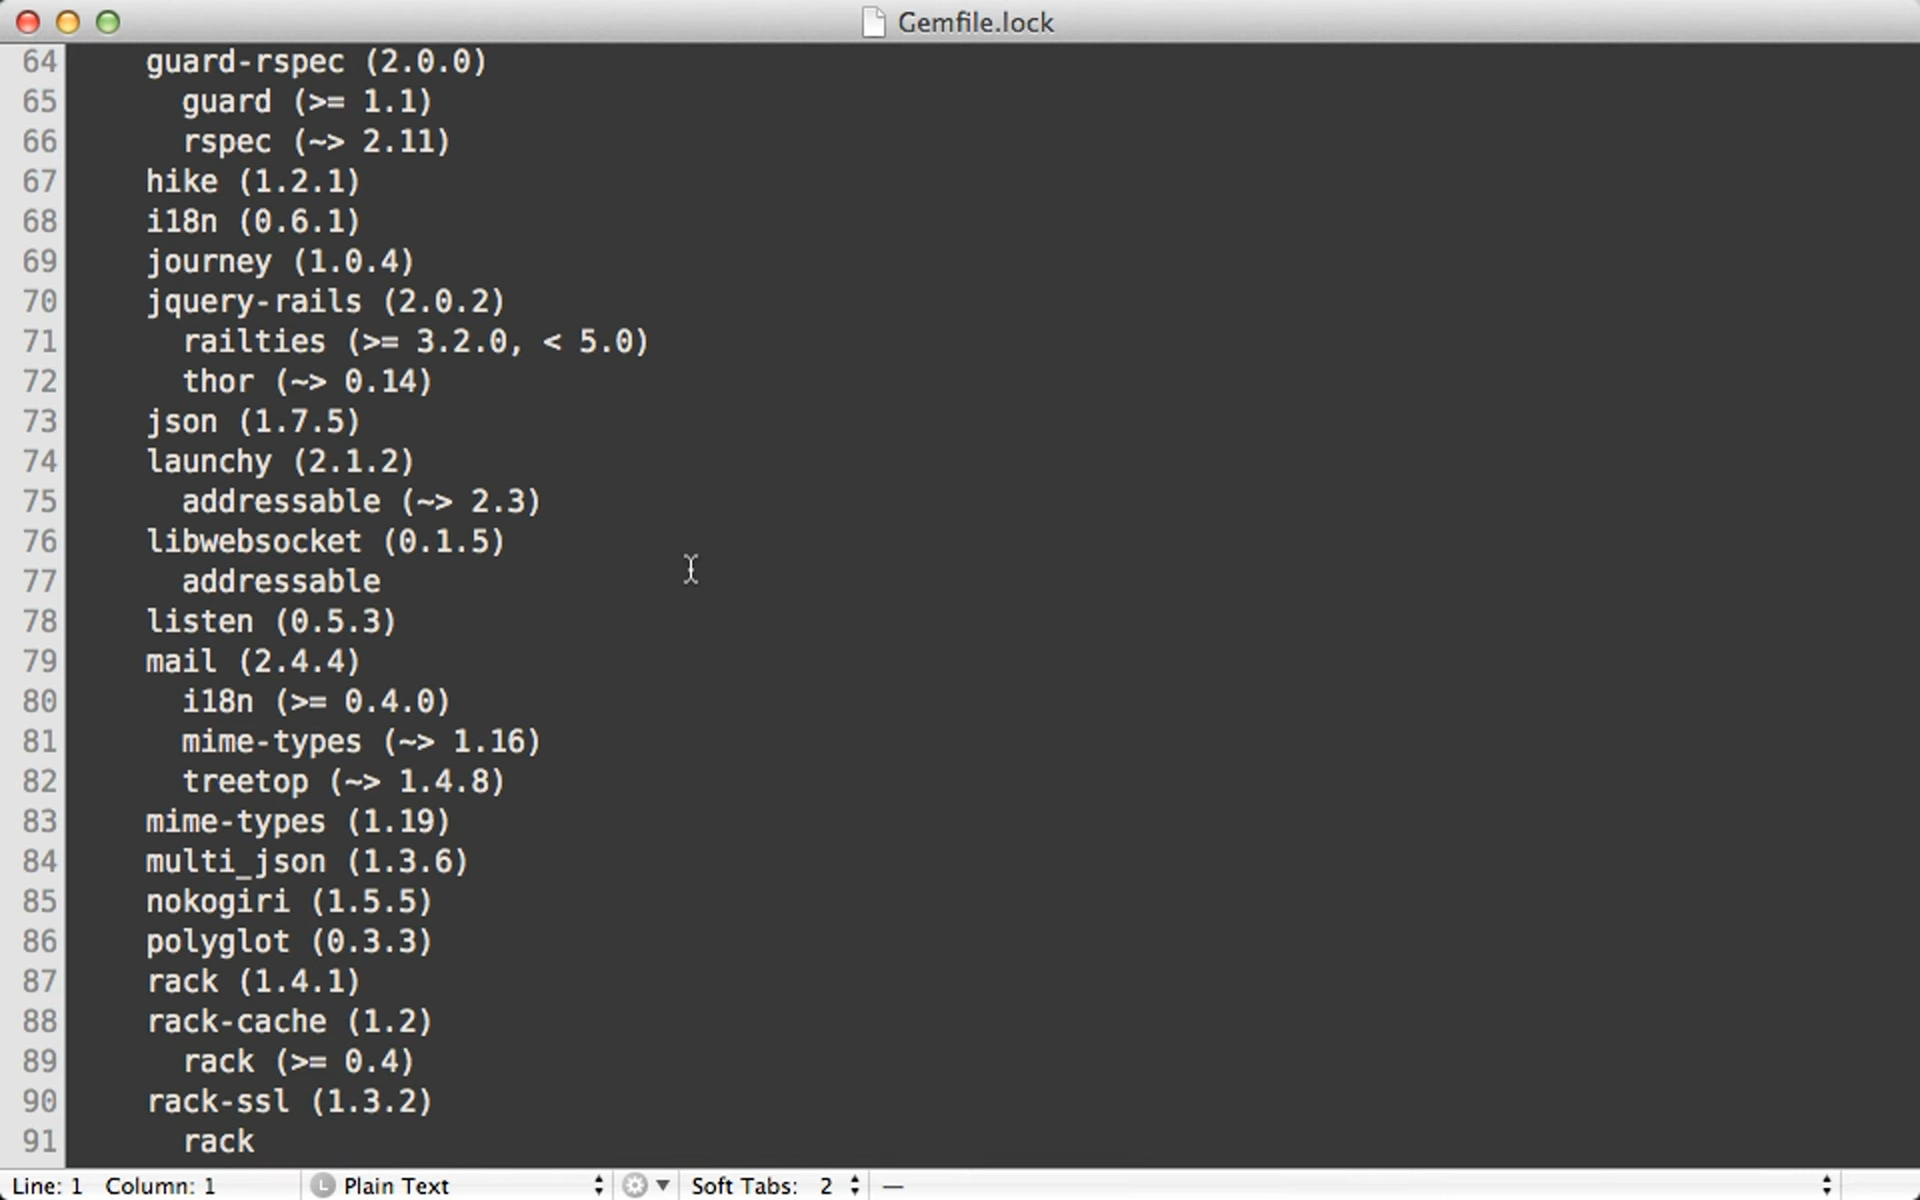 Gemfile.lock
64 guard-rspec (2.0.0)
65 guard (>= 1.1)
66 rspec (~> 2.11)
67 hike (1.2.1)
68 i18n (0.6.1)
69 journey (1.0.4)
70 jquery-rails (2.0.2)
71 railties (>= 3.2.0, < 5.0)
72 thor (~> 0.14)
73 json (1.7.5)
74 launchy (2.1.2)
75 addressable (~> 2.3)
76 libwebsocket (0.1.5)
77 addressable
78 listen (0.5.3)
79 mail (2.4.4)
80 i18n (>= 0.4.0)
81 mime-types (~> 1.16)
82 treetop (~> 1.4.8)
83 mime-types (1.19)
84 multi_json (1.3.6)
85 nokogiri (1.5.5)
86 polyglot (0.3.3)
87 rack (1.4.1)
88 rack-cache (1.2)
89 rack (>= 0.4)
90 rack-ssl (1.3.2)
91 rack
Line: 1 Column: 1 L Plain Text Soft Tabs: 2 —